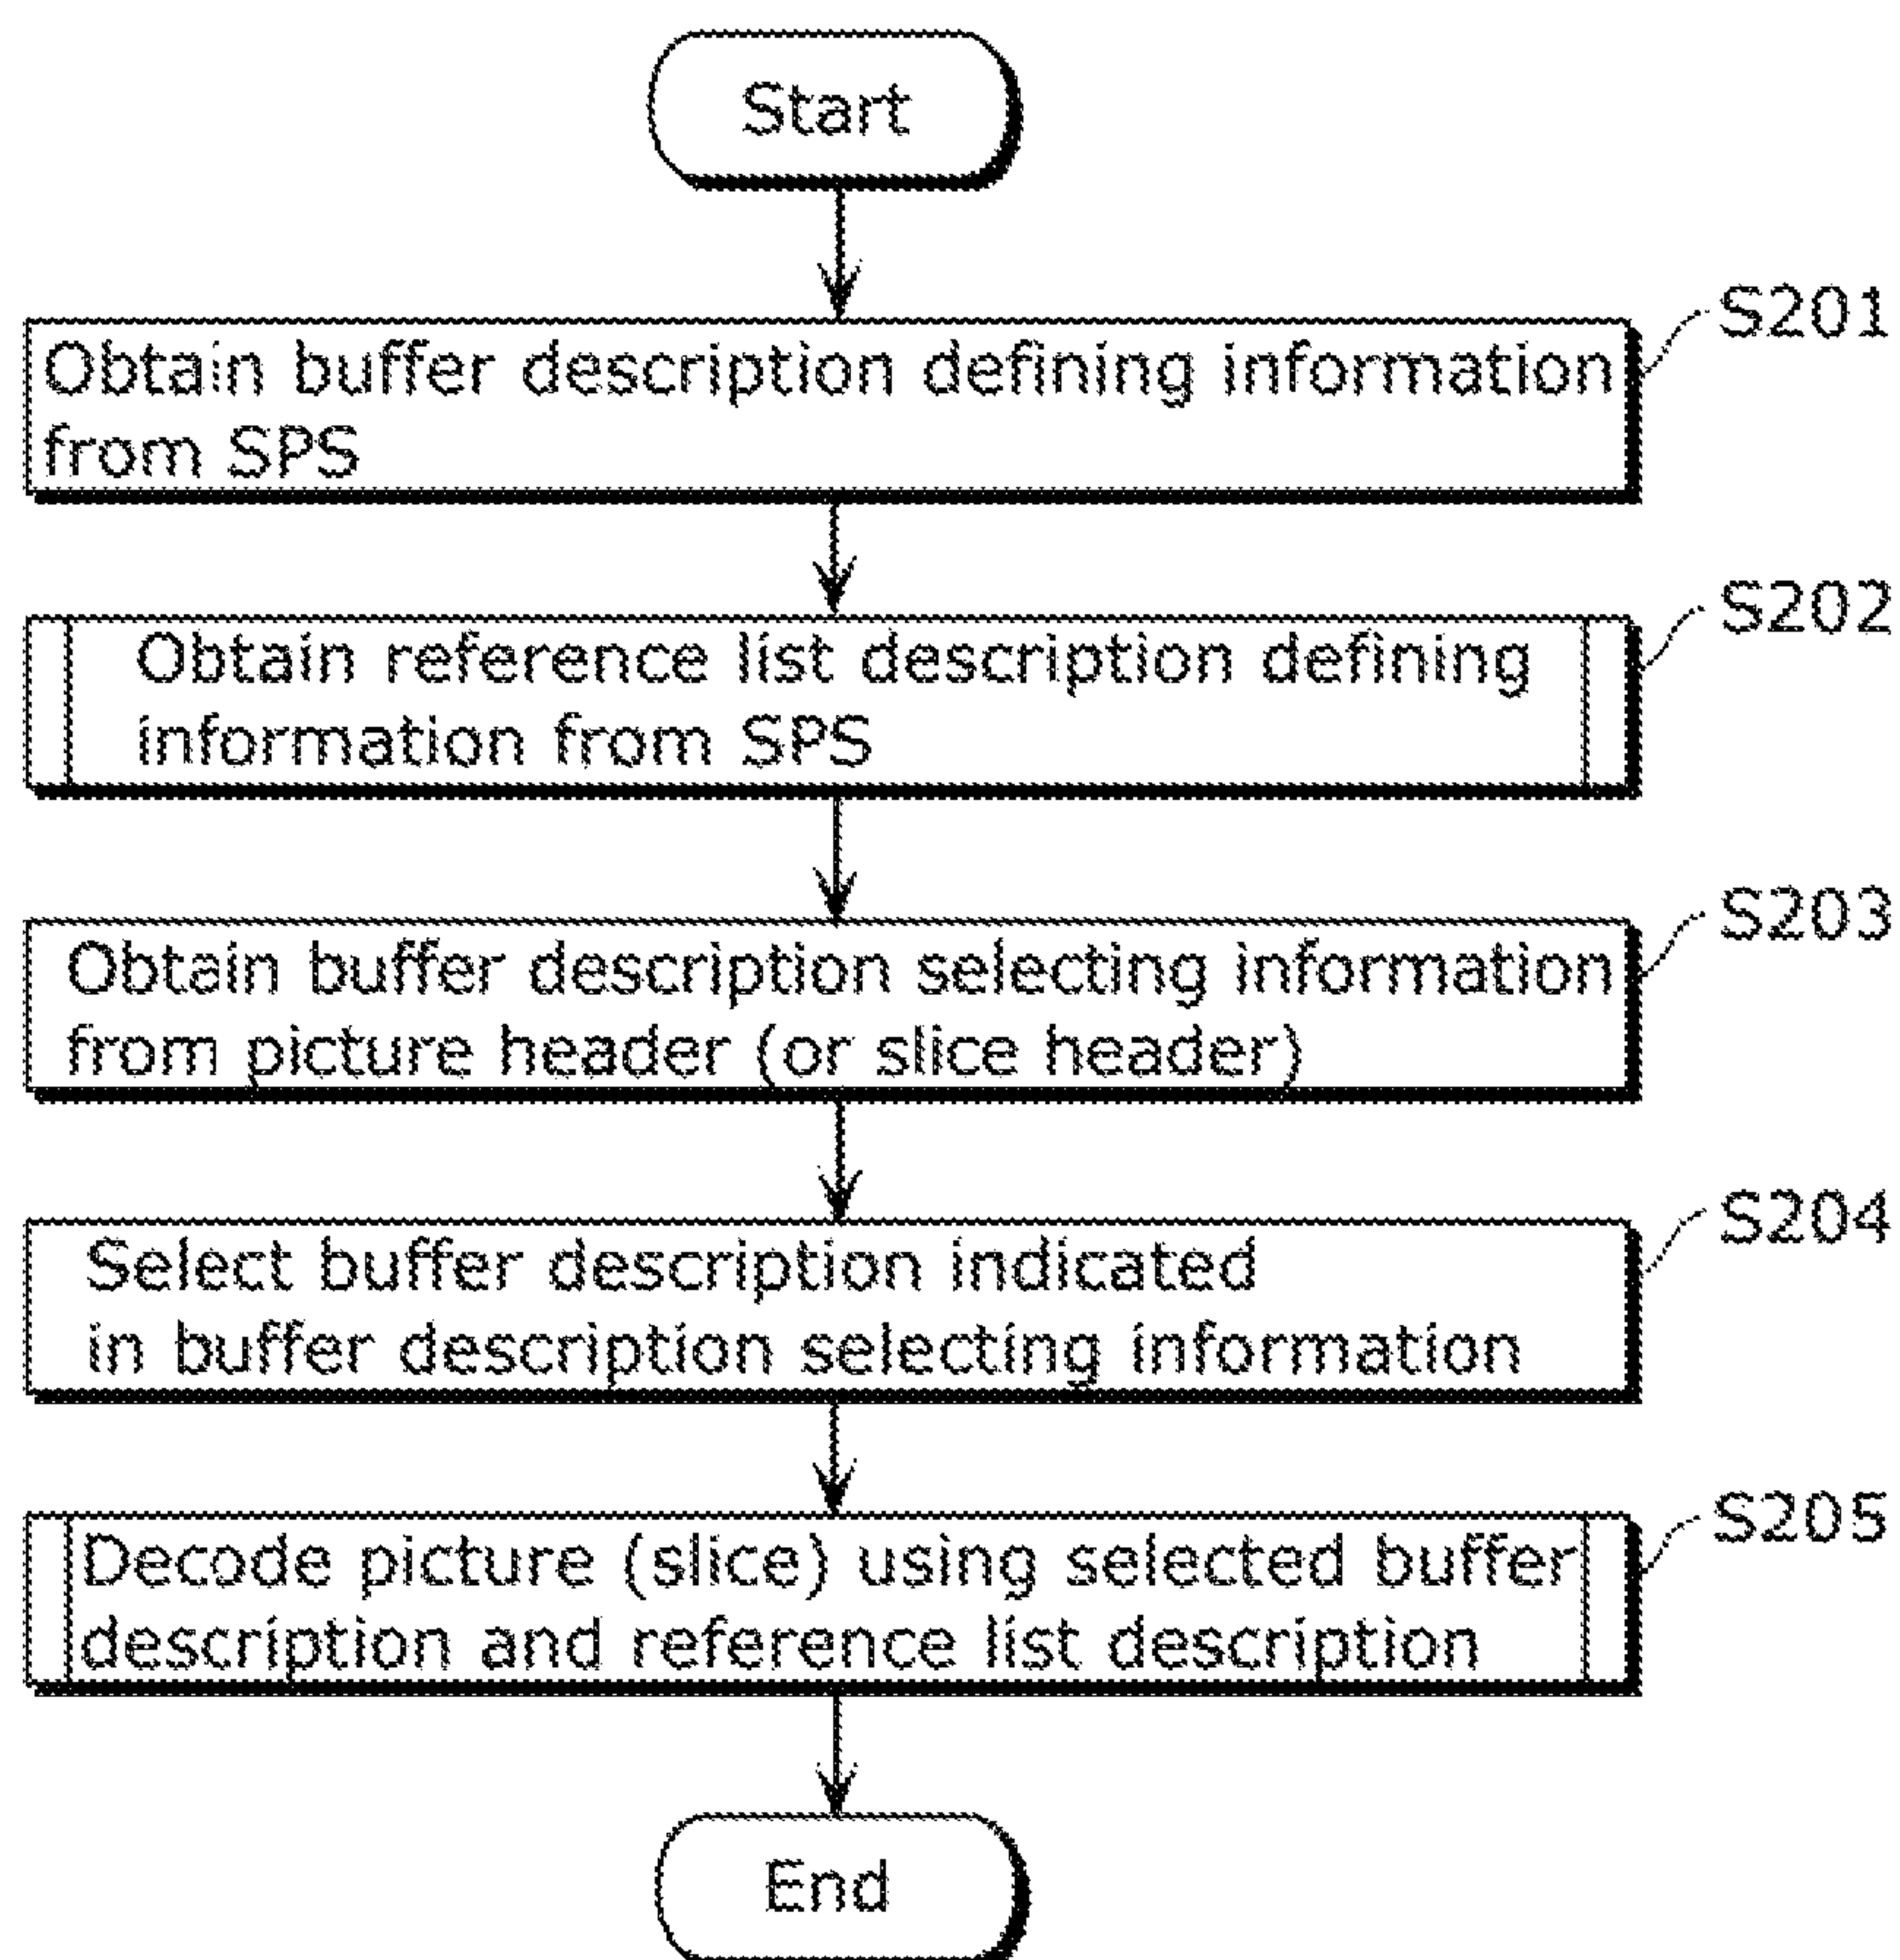 Start
S201
Obtain buffer description defining information
from SPS
S202
Obtain reference list description defining
information from SPS
S203
Obtain buffer description selecting information
from picture header (or slice header)
S204
Select buffer description indicated
in buffer description selecting information
S205
Decode picture (slice) using selected buffer
description and reference list description
End